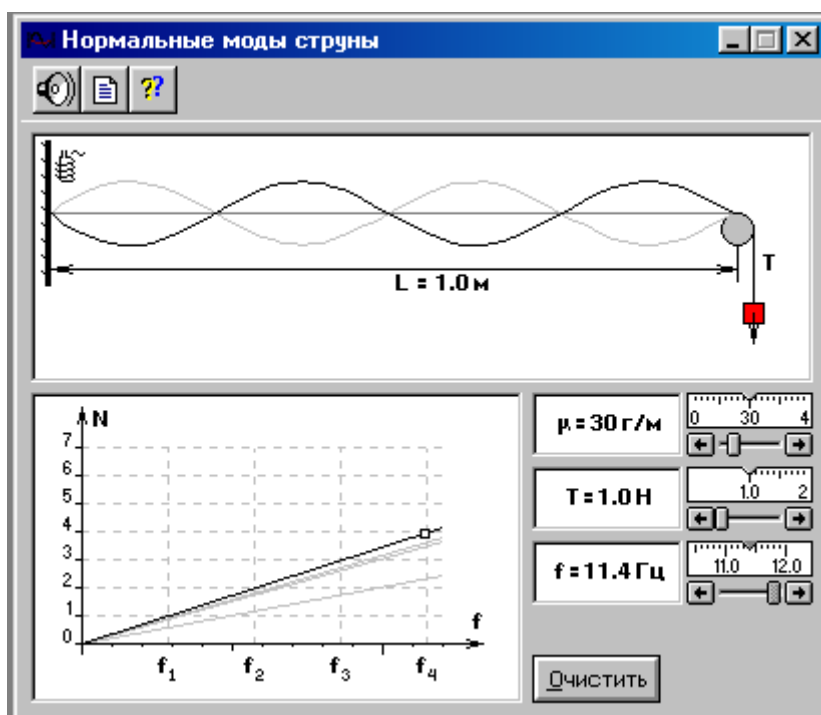 Нормальные моды струны
??
L = 1.0 м
T
N
7
6
5
4
3
2
1
0
f
f₁ f₂ f₃ f₄
μ = 30 г/м
0 30 4
T = 1.0 Н
1.0 2
f = 11.4 Гц
11.0 12.0
Очистить